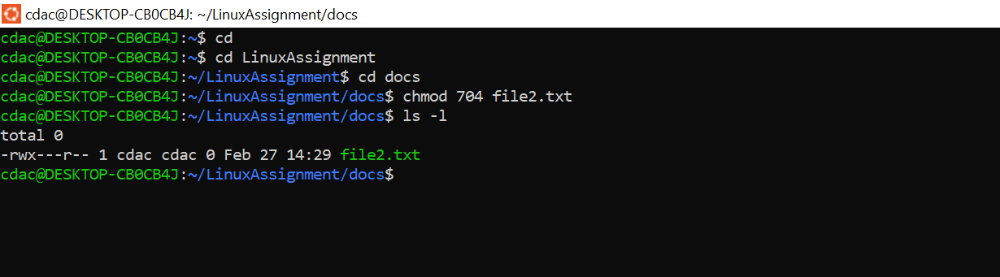 cdac@DESKTOP-CB0CB4J: ~/LinuxAssignment/docs
cdac@DESKTOP-CB0CB4J:~$ cd
cdac@DESKTOP-CB0CB4J:~$ cd LinuxAssignment
cdac@DESKTOP-CB0CB4J:~/LinuxAssignment$ cd docs
cdac@DESKTOP-CB0CB4J:~/LinuxAssignment/docs$ chmod 704 file2.txt
cdac@DESKTOP-CB0CB4J:~/LinuxAssignment/docs$ ls -l
total 0
-rwx---r-- 1 cdac cdac 0 Feb 27 14:29 file2.txt
cdac@DESKTOP-CB0CB4J:~/LinuxAssignment/docs$